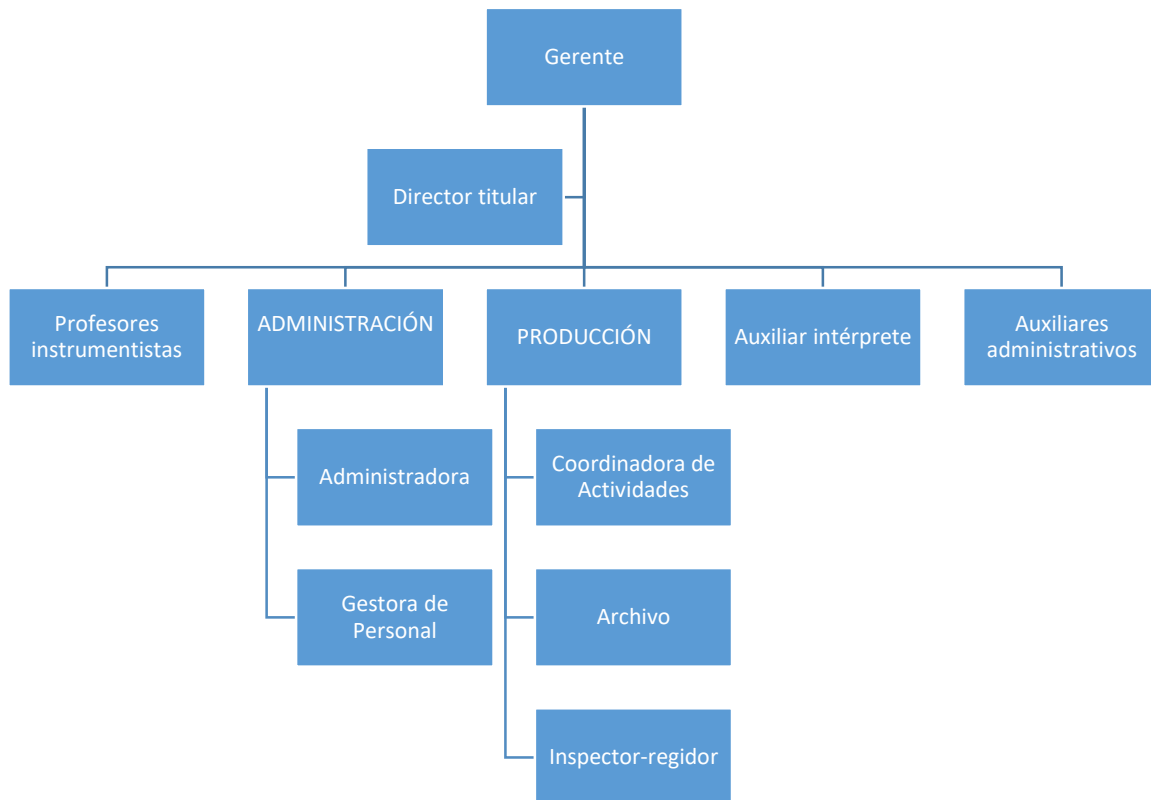 Gerente
Director titular
Profesores
instrumentistas
ADMINISTRACIÓN
PRODUCCIÓN
Auxiliar intérprete
Auxiliares
administrativos
Administradora
Coordinadora de
Actividades
Gestora de
Personal
Archivo
Inspector-regidor